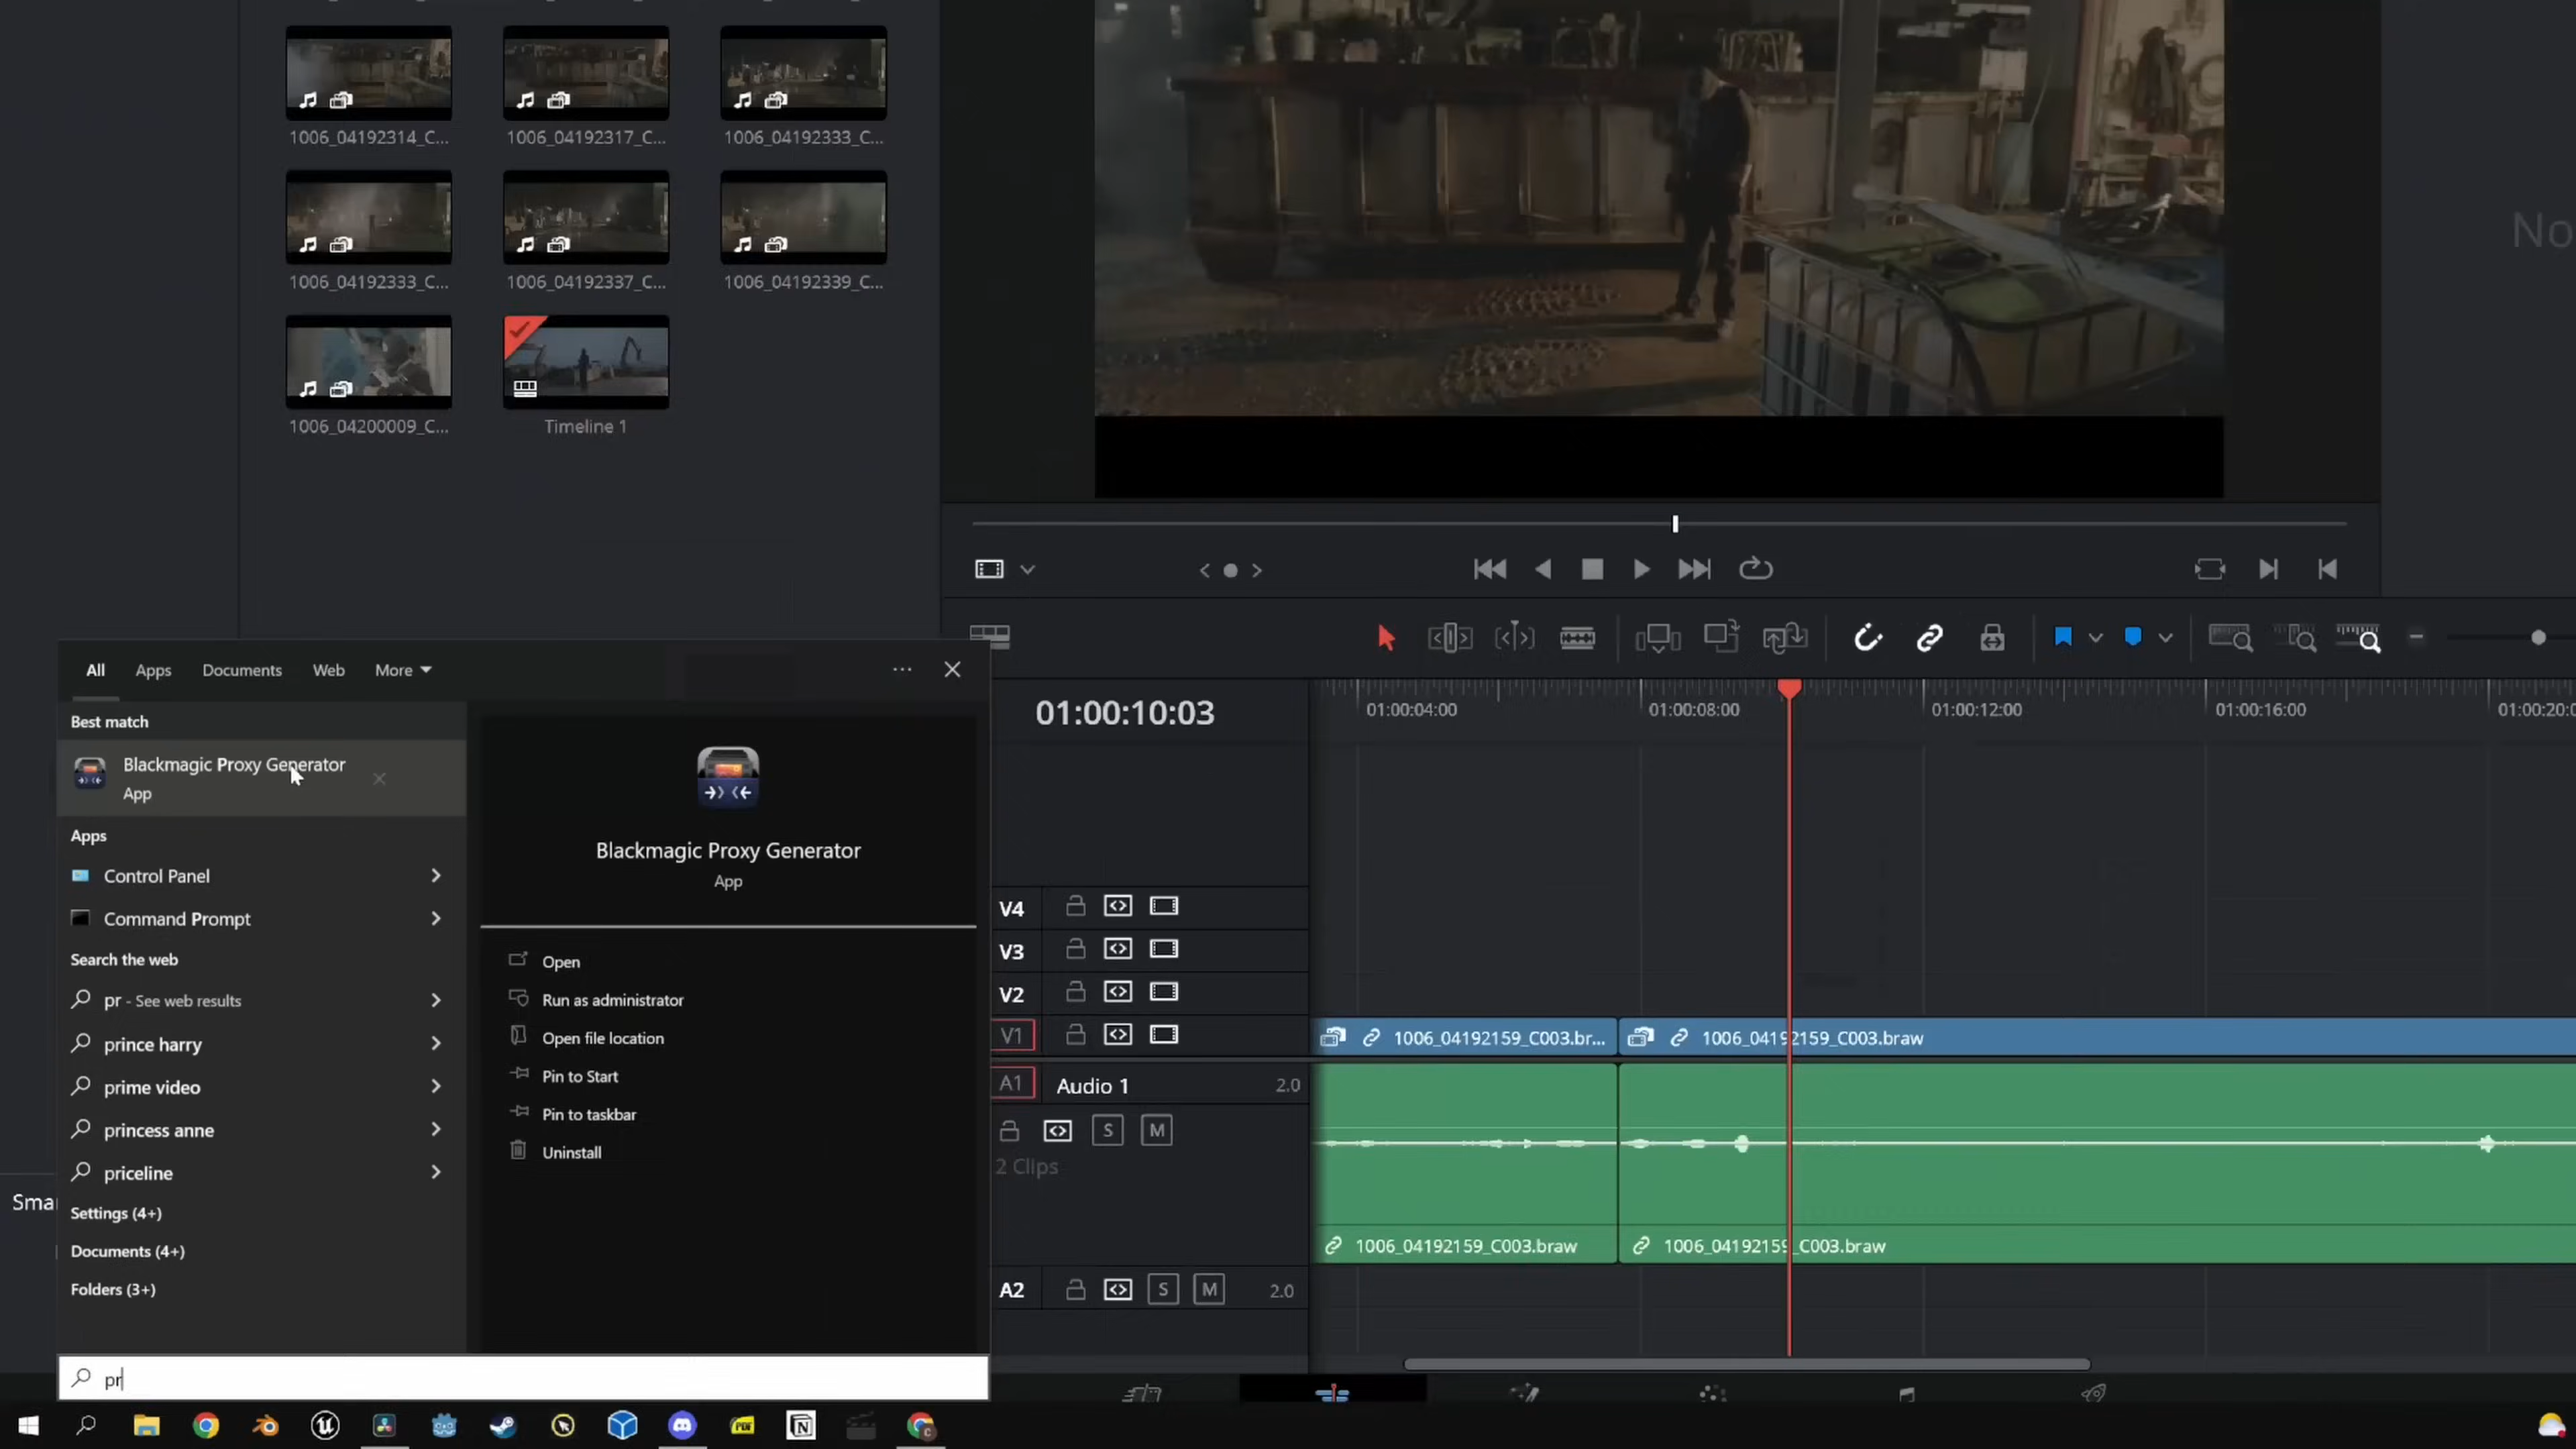 1006_04192314_C...
1006_04192317_C...
1006_04192333_C...
1006_04192333_C...
1006_04192337_C...
1006_04192339_C...
1006_04200009_C...
Timeline 1
No
All
Apps
Documents
Web
More
Best match
Blackmagic Proxy Generator
App
Apps
Control Panel
Command Prompt
Search the web
pr - See web results
prince harry
prime video
princess anne
priceline
Settings (4+)
Documents (4+)
Folders (3+)
pr
Blackmagic Proxy Generator
App
Open
Run as administrator
Open file location
Pin to Start
Pin to taskbar
Uninstall
Sma
01:00:10:03
01:00:04:00
01:00:08:00
01:00:12:00
01:00:16:00
01:00:20:0
V4
V3
V2
V1
1006_04192159_C003.br...
1006_04192159_C003.braw
A1
Audio 1
2.0
S
M
2 Clips
1006_04192159_C003.braw
1006_04192159_C003.braw
A2
S
M
2.0